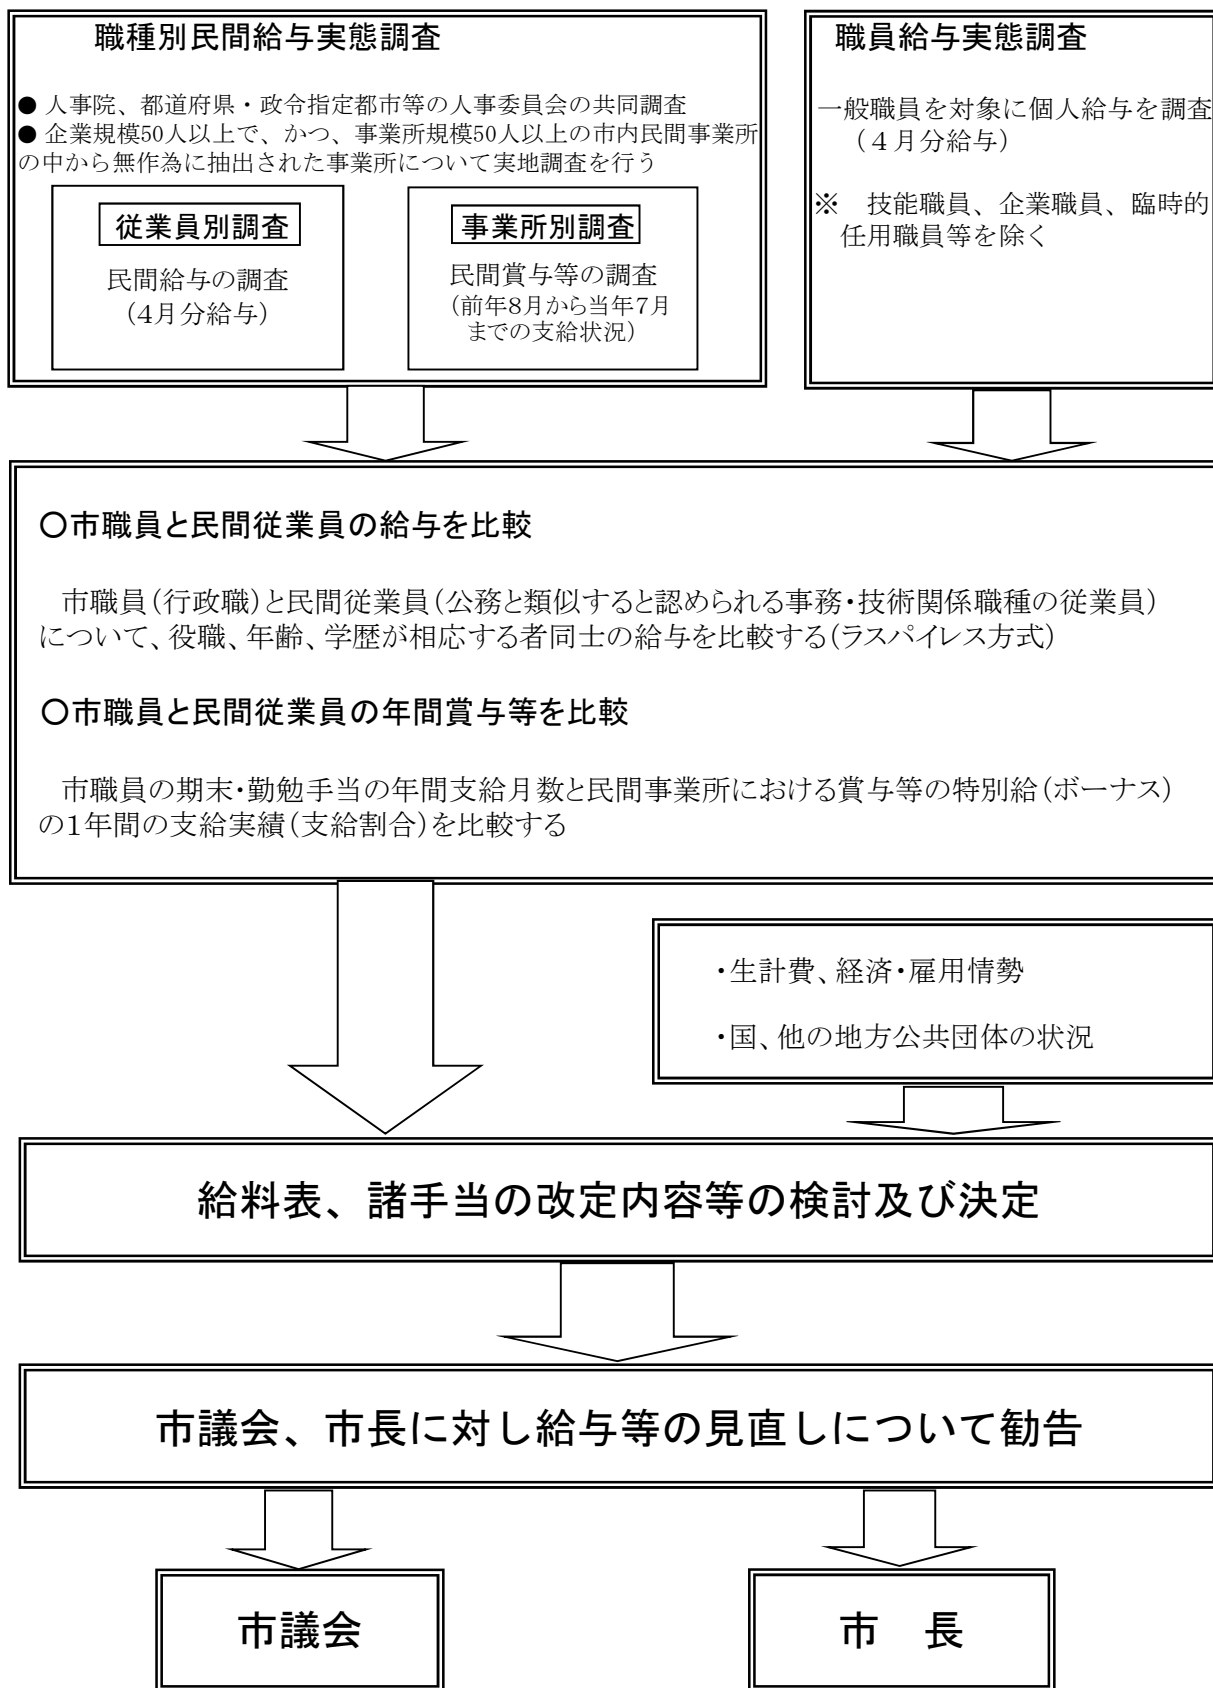 職種別民間給与実態調査
● 人事院、都道府県・政令指定都市等の人事委員会の共同調査
● 企業規模50人以上で、かつ、事業所規模50人以上の市内民間事業所
の中から無作為に抽出された事業所について実地調査を行う
従業員別調査
民間給与の調査
（4月分給与）
事業所別調査
民間賞与等の調査
（前年8月から当年7月
までの支給状況）
職員給与実態調査
一般職員を対象に個人給与を調査
（４月分給与）
※　技能職員、企業職員、臨時的
任用職員等を除く
〇市職員と民間従業員の給与を比較
市職員（行政職）と民間従業員（公務と類似すると認められる事務・技術関係職種の従業員）
について、役職、年齢、学歴が相応する者同士の給与を比較する（ラスパイレス方式）
〇市職員と民間従業員の年間賞与等を比較
市職員の期末・勤勉手当の年間支給月数と民間事業所における賞与等の特別給（ボーナス）
の1年間の支給実績（支給割合）を比較する
・生計費、経済・雇用情勢
・国、他の地方公共団体の状況
給料表、諸手当の改定内容等の検討及び決定
市議会、市長に対し給与等の見直しについて勧告
市議会
市　長